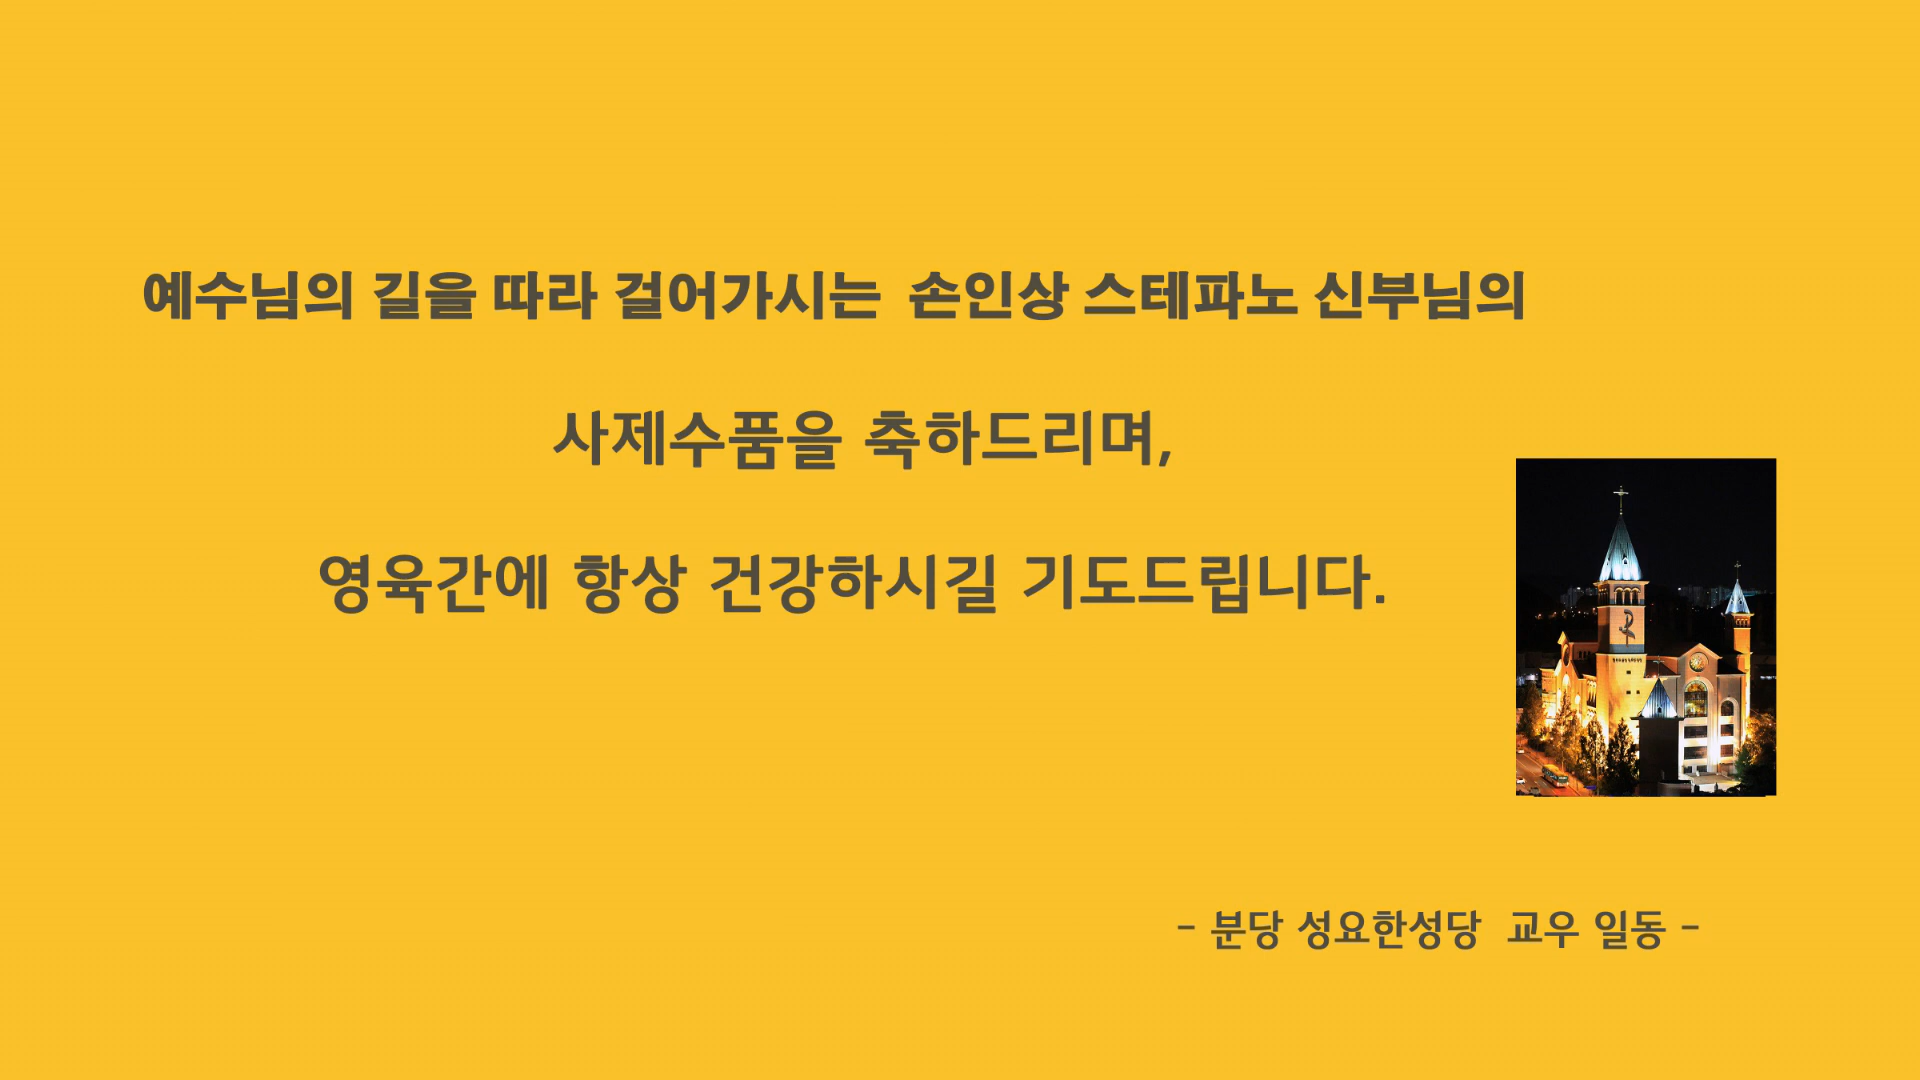 예수님의 길을 따라 걸어가시는 손인상 스테파노 신부님의
사제수품을 축하드리며,
영육간에 항상 건강하시길 기도드립니다.
- 분당 성요한성당 교우 일동 -